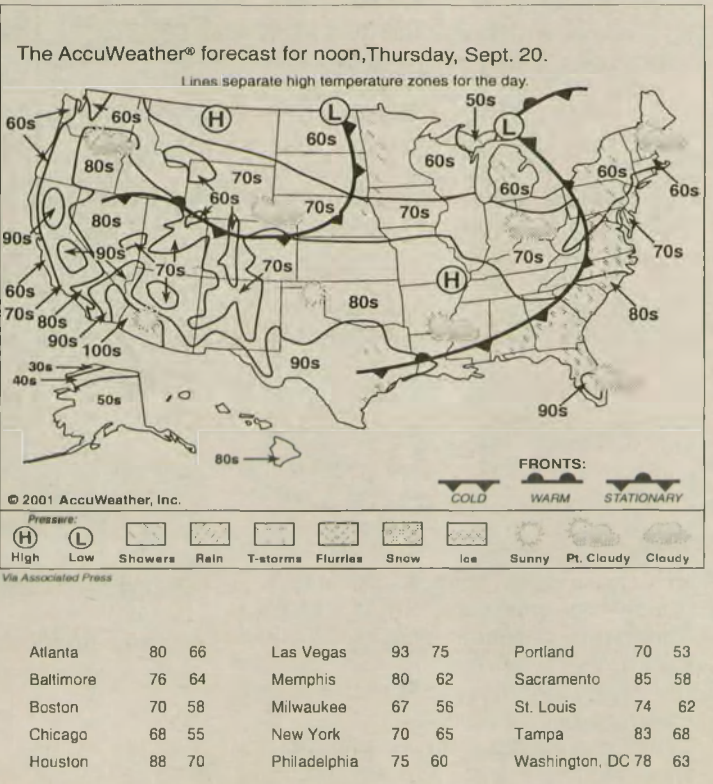 The AccuWeather® forecast for noon, Thursday, Sept. 20.
Lines separate high temperature zones for the day.
50s
60s
60s
H
L
L
60s
60s
80s
70s
60s
60s
60s
60s
80s
70s
70s
90s
90s
70s
70s
70s
70s
H
60s
70s
80s
80s
80s
90s
100s
90s
30s
40s
50s
90s
80s
FRONTS:
COLD WARM STATIONARY
© 2001 AccuWeather, Inc.
Pressure:
H L
High Low Showers Rain T-storms Flurries Snow Ice Sunny Pt. Cloudy Cloudy
Via Associated Press
Atlanta 80 66 Las Vegas 93 75 Portland 70 53
Baltimore 76 64 Memphis 80 62 Sacramento 85 58
Boston 70 58 Milwaukee 67 56 St. Louis 74 62
Chicago 68 55 New York 70 65 Tampa 83 68
Houston 88 70 Philadelphia 75 60 Washington, DC 78 63